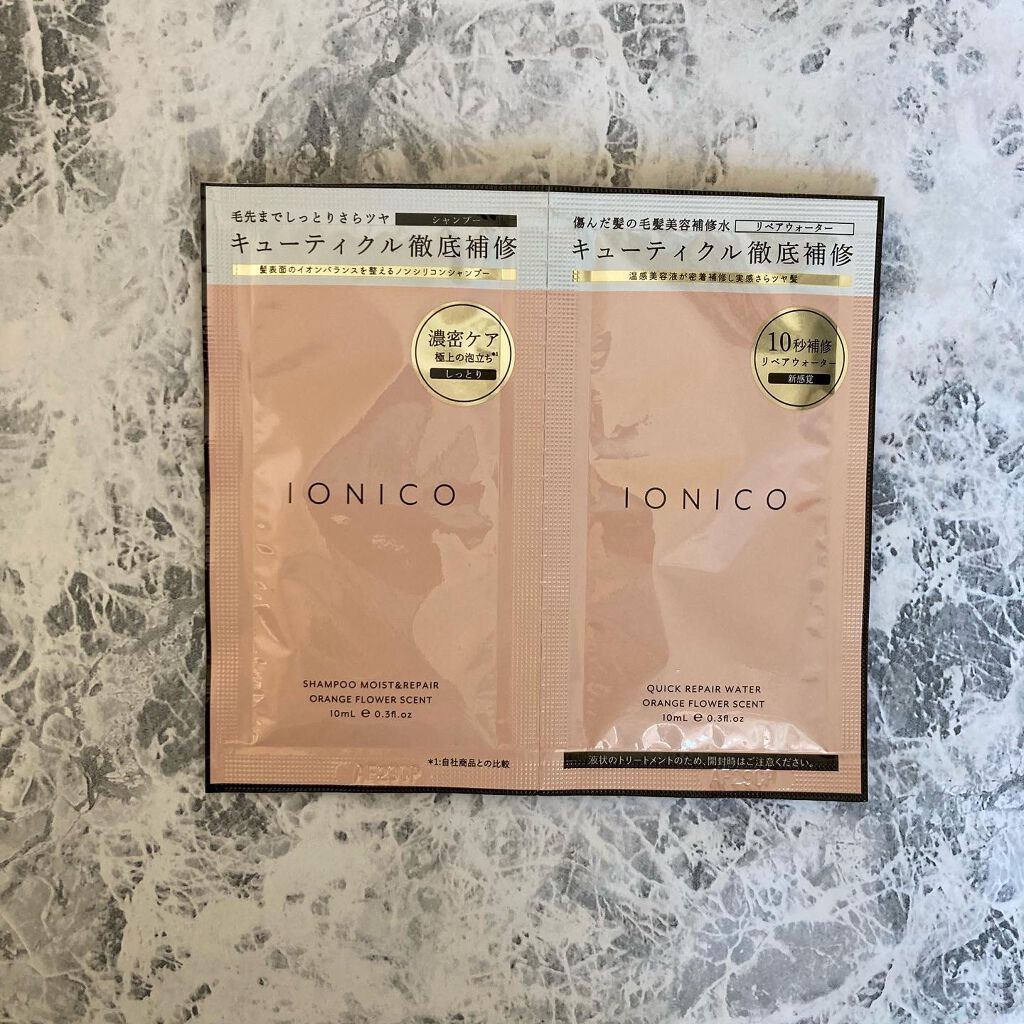 毛先までしっとりさらツヤ シャンプー
キューティクル徹底補修
髪表面のイオンバランスを整えるノンシリコンシャンプー
濃密ケア
極上の泡立ち*1
しっとり
IONICO
SHAMPOO MOIST&REPAIR
ORANGE FLOWER SCENT
10mL ℮ 0.3fl.oz
*1:自社商品との比較
傷んだ髪の毛髪美容補修水 リペアウォーター
キューティクル徹底補修
温感美容液が密着補修し実感さらツヤ髪
10秒補修
リペアウォーター
新感覚
IONICO
QUICK REPAIR WATER
ORANGE FLOWER SCENT
10mL ℮ 0.3fl.oz
液状のトリートメントのため、開封時はご注意ください。